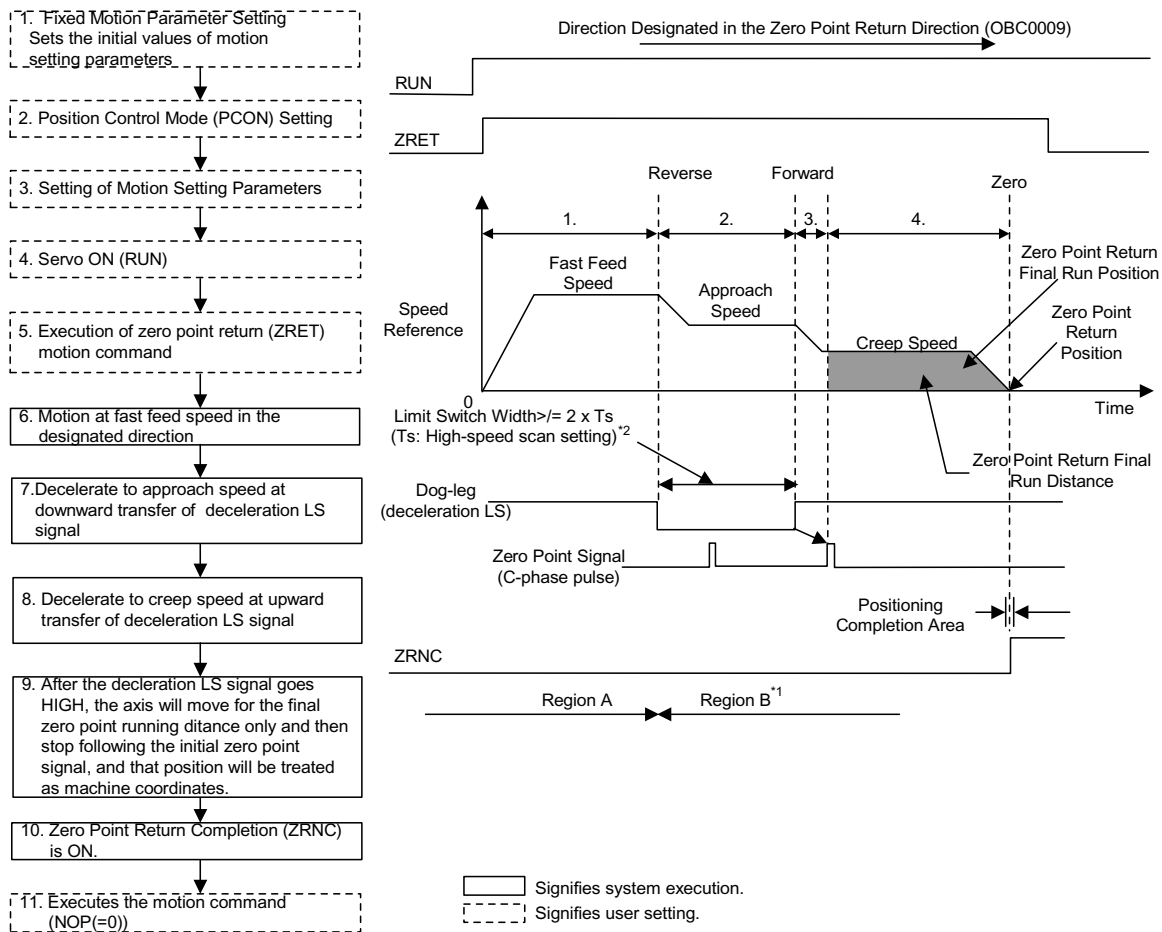 1.  Fixed Motion Parameter Setting
Sets the initial values of motion
setting parameters
2. Position Control Mode (PCON) Setting
3. Setting of Motion Setting Parameters
4. Servo ON (RUN)
5. Execution of zero point return (ZRET)
motion command
6. Motion at fast feed speed in the
designated direction
7.Decelerate to approach speed at
downward transfer of  deceleration LS
signal
8. Decelerate to creep speed at upward
transfer of deceleration LS signal
9. After the decleration LS signal goes
HIGH, the axis will move for the final
zero point running ditance only and then
stop following the initial zero point
signal, and that position will be treated
as machine coordinates.
10. Zero Point Return Completion (ZRNC)
is ON.
11. Executes the motion command
(NOP(=0))
Direction Designated in the Zero Point Return Direction (OBC0009)
RUN
ZRET
Reverse
Forward
Zero
1.
2.
3.
4.
Fast Feed
Speed
Approach
Speed
Creep Speed
Zero Point Return
Final Run Position
Zero Point
Return
Position
Speed
Reference
0
Time
Limit Switch Width>/= 2 x Ts
(Ts: High-speed scan setting)*2
Zero Point Return Final
Run Distance
Dog-leg
(deceleration LS)
Zero Point Signal
(C-phase pulse)
Positioning
Completion Area
ZRNC
Region A
Region B*1
Signifies system execution.
Signifies user setting.